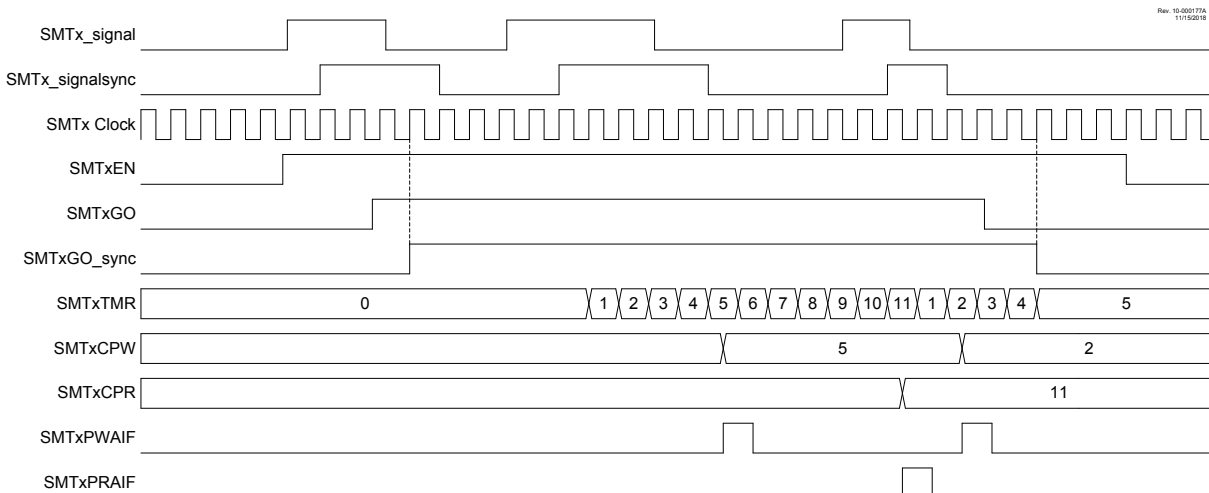 Rev. 10-000177A
11/15/2018
SMTx_signal
SMTx_signalsync
SMTx Clock
SMTxEN
SMTxGO
SMTxGO_sync
SMTxTMR 0 1 2 3 4 5 6 7 8 9 10 11 1 2 3 4 5
SMTxCPW 5 2
SMTxCPR 11
SMTxPWAIF
SMTxPRAIF